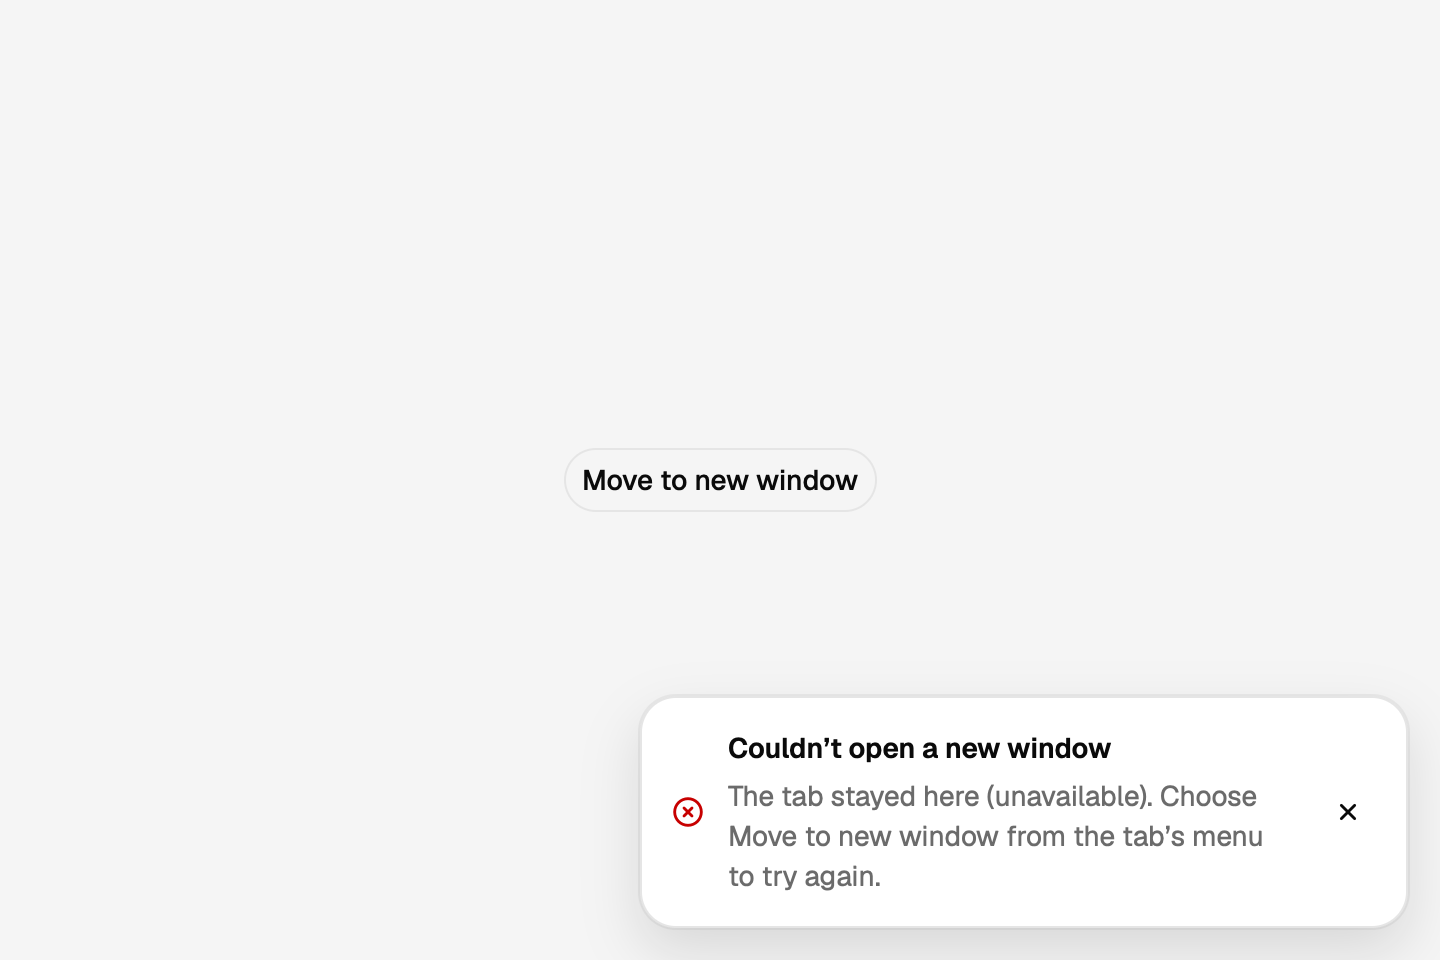 Move to new window
Couldn’t open a new window
The tab stayed here (unavailable). Choose
Move to new window from the tab’s menu
to try again.